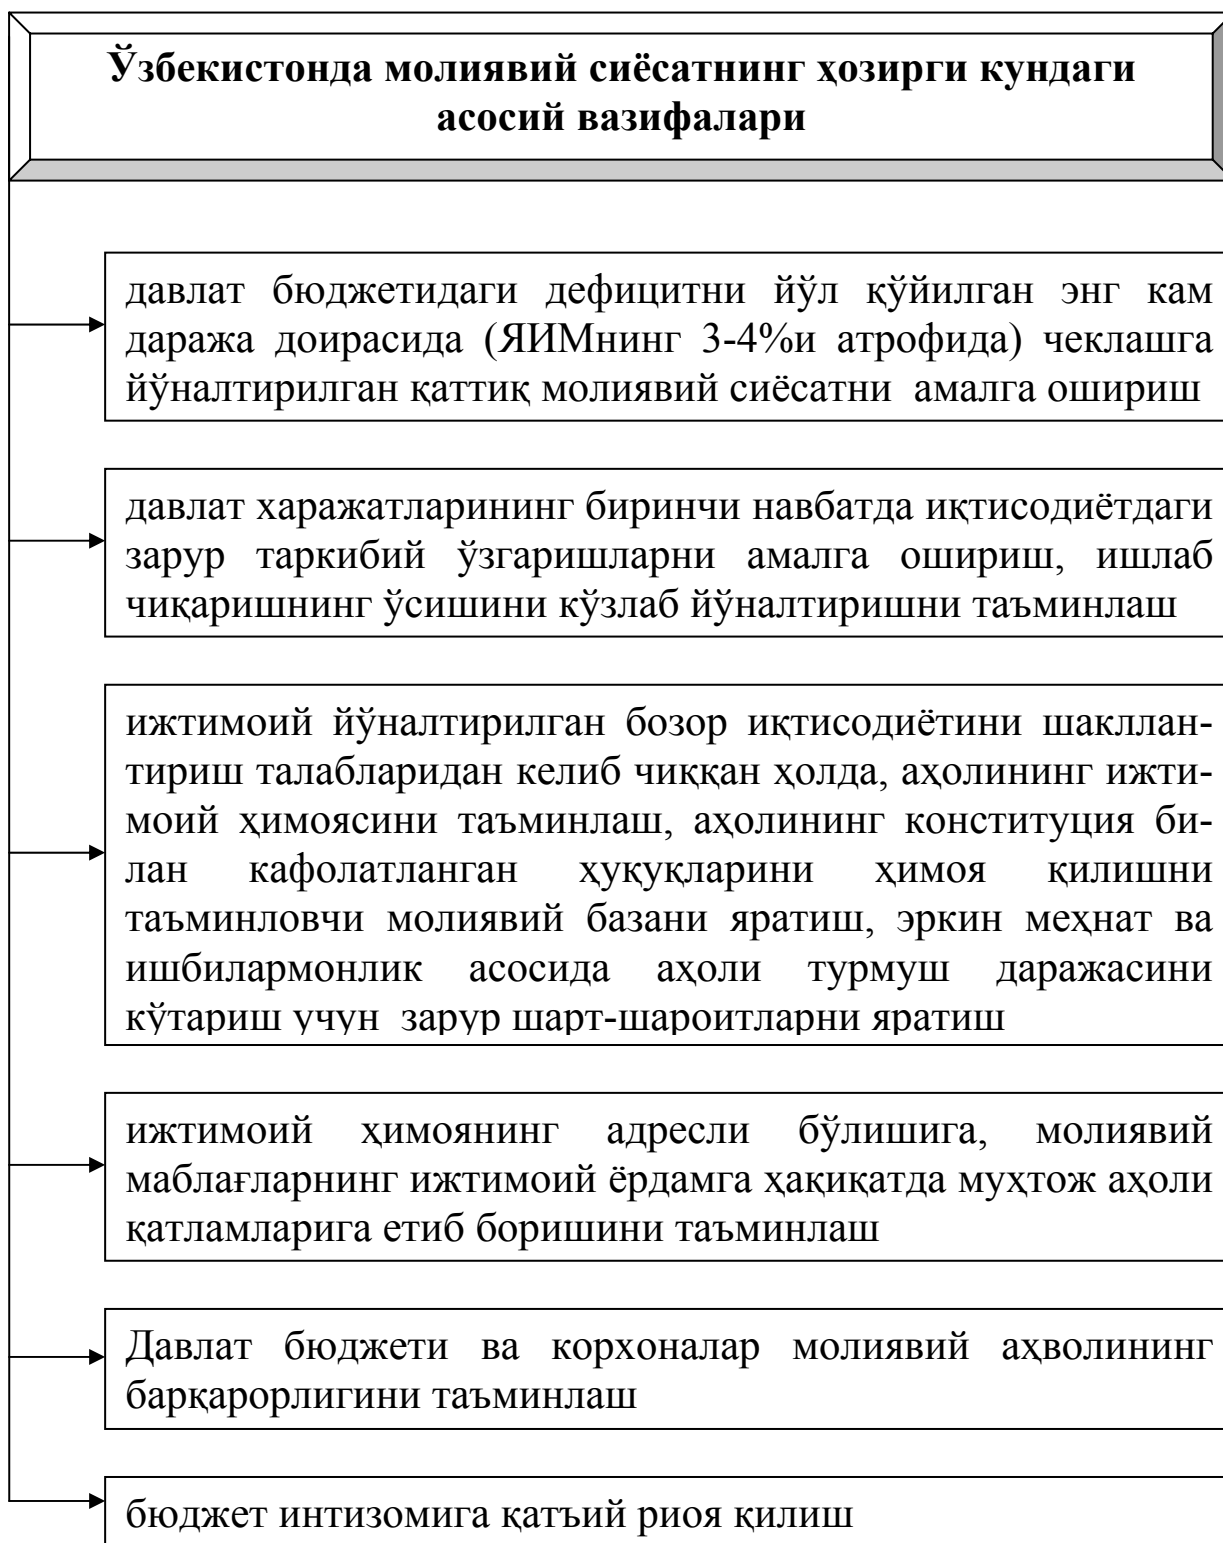 Ўзбекистонда молиявий сиёсатнинг ҳозирги кундаги
асосий вазифалари
давлат бюджетидаги дефицитни йўл қўйилган энг кам
даража доирасида (ЯИМнинг 3-4%и атрофида) чеклашга
йўналтирилган қаттиқ молиявий сиёсатни амалга ошириш
давлат харажатларининг биринчи навбатда иқтисодиётдаги
зарур таркибий ўзгаришларни амалга ошириш, ишлаб
чиқаришнинг ўсишини кўзлаб йўналтиришни таъминлаш
ижтимоий йўналтирилган бозор иқтисодиётини шакллан-
тириш талабларидан келиб чиққан ҳолда, аҳолининг ижти-
моий ҳимоясини таъминлаш, аҳолининг конституция би-
лан кафолатланган ҳуқуқларини ҳимоя қилишни
таъминловчи молиявий базани яратиш, эркин меҳнат ва
ишбилармонлик асосида аҳоли турмуш даражасини
кўтариш учун зарур шарт-шароитларни яратиш
ижтимоий ҳимоянинг адресли бўлишига, молиявий
маблағларнинг ижтимоий ёрдамга ҳақиқатда муҳтож аҳоли
қатламларига етиб боришини таъминлаш
Давлат бюджети ва корхоналар молиявий аҳволининг
барқарорлигини таъминлаш
бюджет интизомига қатъий риоя қилиш